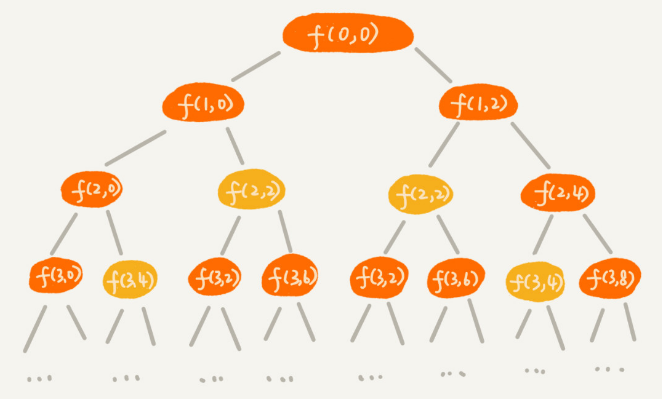 f(0,0)
f(1,0) f(1,2)
f(2,0) f(2,2) f(2,2) f(2,4)
f(3,0) f(3,4) f(3,2) f(3,6) f(3,2) f(3,6) f(3,4) f(3,8)
... ... ... ... ... ... ... ...